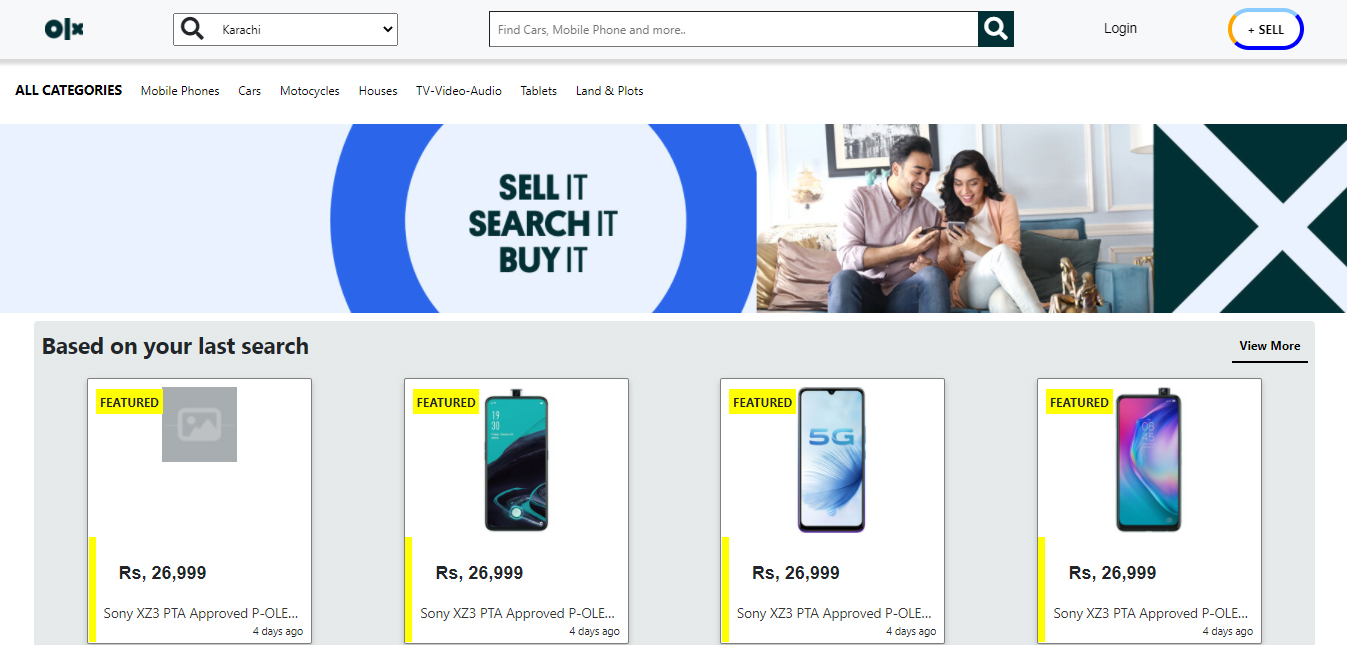 olx
Karachi
Find Cars, Mobile Phone and more..
Login
+ SELL
ALL CATEGORIES
Mobile Phones
Cars
Motocycles
Houses
TV-Video-Audio
Tablets
Land & Plots
SELL IT
SEARCH IT
BUY IT
Based on your last search
View More
FEATURED
Rs, 26,999
Sony XZ3 PTA Approved P-OLE...
4 days ago
FEATURED
19
30
Rs, 26,999
Sony XZ3 PTA Approved P-OLE...
4 days ago
FEATURED
5G
Rs, 26,999
Sony XZ3 PTA Approved P-OLE...
4 days ago
FEATURED
08
45
Rs, 26,999
Sony XZ3 PTA Approved P-OLE...
4 days ago